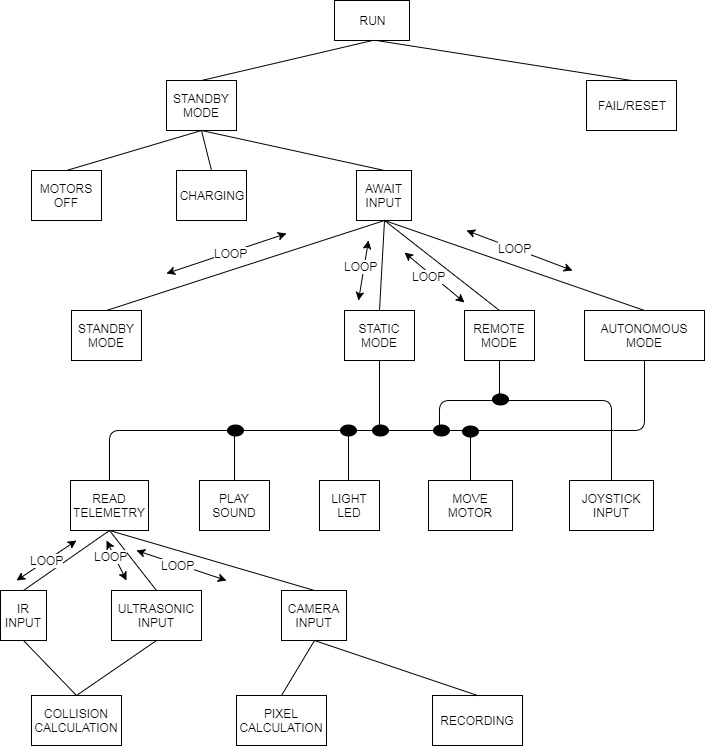 RUN
STANDBY
MODE
FAIL/RESET
MOTORS
OFF
CHARGING
AWAIT
INPUT
LOOP
LOOP
LOOP
LOOP
STANDBY
MODE
STATIC
MODE
REMOTE
MODE
AUTONOMOUS
MODE
READ
TELEMETRY
PLAY
SOUND
LIGHT
LED
MOVE
MOTOR
JOYSTICK
INPUT
LOOP
LOOP
LOOP
IR
INPUT
ULTRASONIC
INPUT
CAMERA
INPUT
COLLISION
CALCULATION
PIXEL
CALCULATION
RECORDING